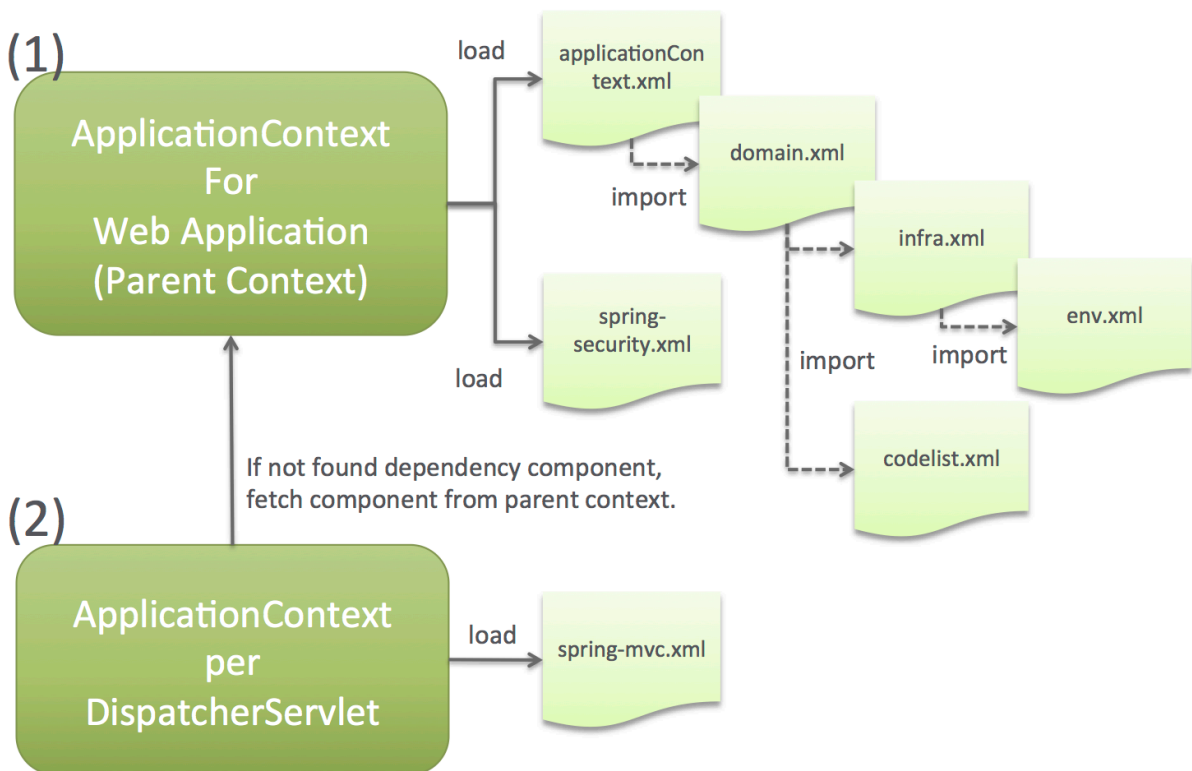 (1)
ApplicationContext
For
Web Application
(Parent Context)
load
applicationCon
text.xml
import
domain.xml
import
infra.xml
import
env.xml
codelist.xml
load
spring-
security.xml
If not found dependency component,
fetch component from parent context.
(2)
ApplicationContext
per
DispatcherServlet
load
spring-mvc.xml